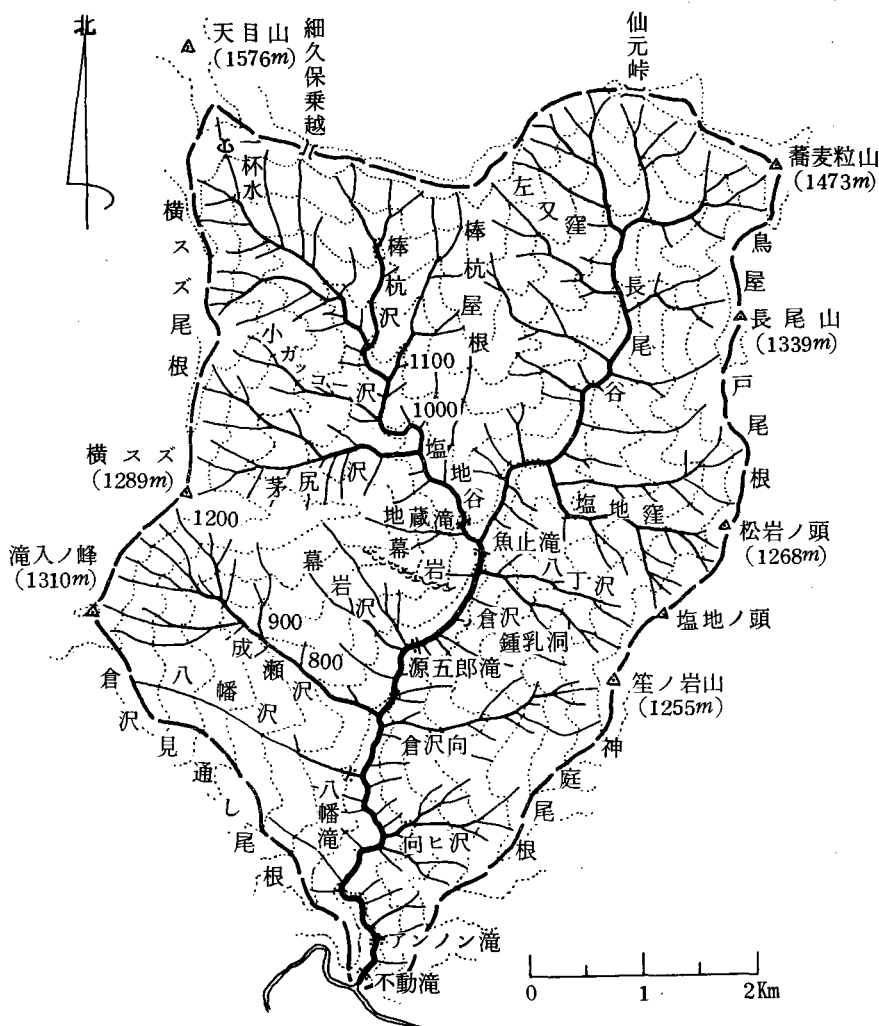 北
天目山
(1576m)
細久保乗越
仙元峠
蕎麦粒山
(1473m)
一杯水
横スズ尾根
棒杭沢
棒杭屋根
左又窪
長尾谷
鳥屋戸尾根
長尾山
(1339m)
小ガッコー沢
1100
1000
塩地谷
横スズ
(1289m)
茅尻沢
地蔵滝
魚止滝
塩地窪
松岩ノ頭
(1268m)
滝入ノ峰
(1310m)
1200
幕岩
幕岩沢
八丁沢
塩地ノ頭
倉沢
鍾乳洞
900
成ノ瀬沢
800
源五郎滝
笙ノ岩山
(1255m)
八幡沢
倉沢見通し尾根
倉沢向
神庭尾根
八幡滝
向ヒ沢
アンノン滝
不動滝
0 1 2Km